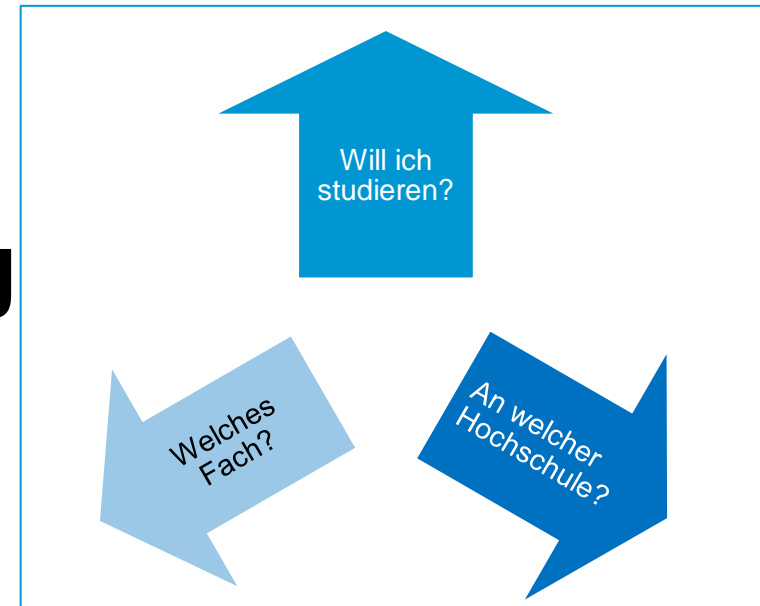 Will ich
studieren?
Welches
Fach?
An welcher
Hochschule?